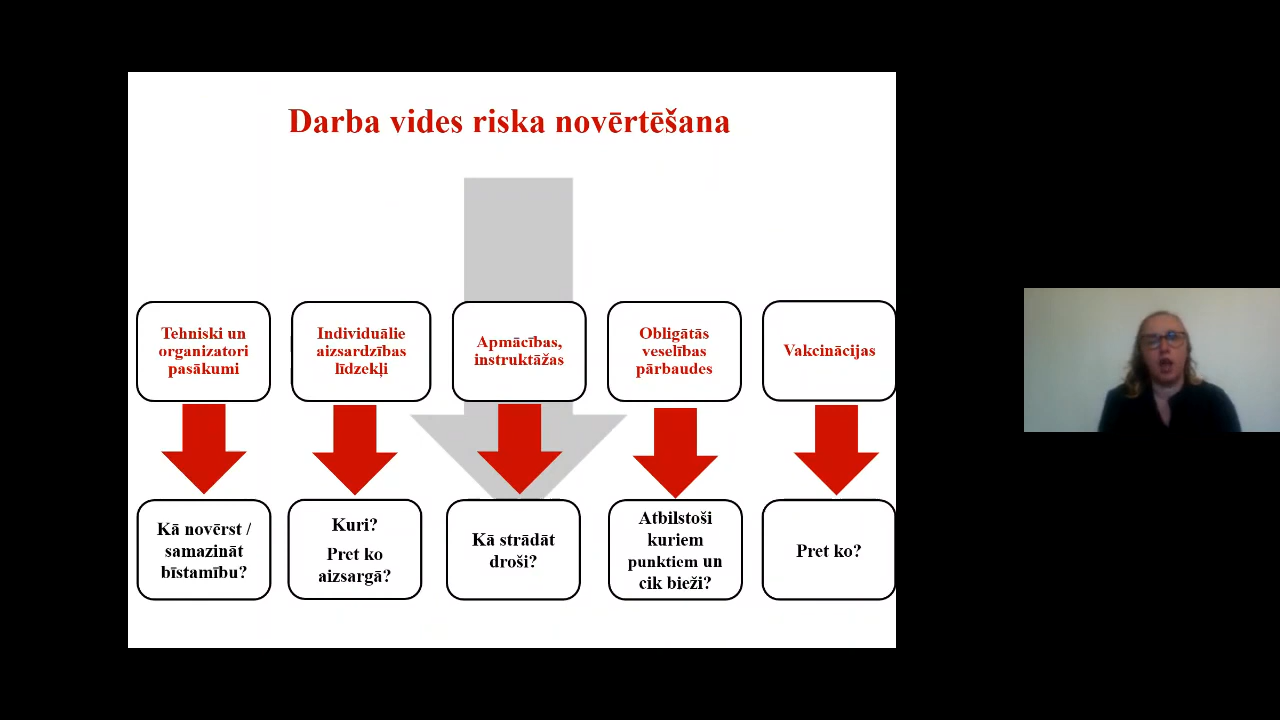 Darba vides riska novērtēšana
Tehniski un
organizatori
pasākumi
Individuālie
aizsardzības
līdzekļi
Apmācības,
instruktāžas
Obligātās
veselības
pārbaudes
Vakcinācijas
Kā novērst /
samazināt
bīstamību?
Kuri?
Pret ko
aizsargā?
Kā strādāt
droši?
Atbilstoši
kuriem
punktiem un
cik bieži?
Pret ko?